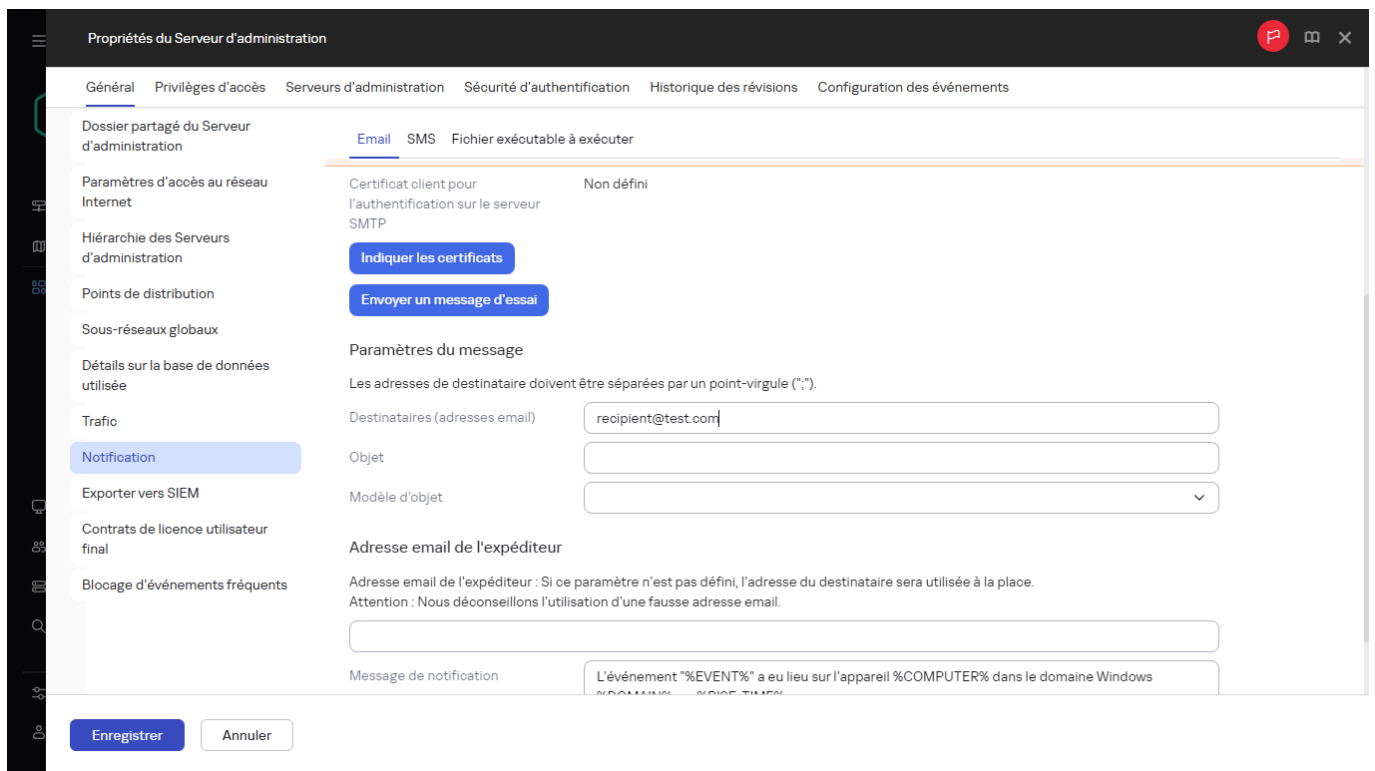 Propriétés du Serveur d'administration
Général Privilèges d'accès Serveurs d'administration Sécurité d'authentification Historique des révisions Configuration des événements
Dossier partagé du Serveur
d'administration
Paramètres d'accès au réseau
Internet
Hiérarchie des Serveurs
d'administration
Points de distribution
Sous-réseaux globaux
Détails sur la base de données
utilisée
Trafic
Notification
Exporter vers SIEM
Contrats de licence utilisateur
final
Blocage d'événements fréquents
Email SMS Fichier exécutable à exécuter
Certificat client pour
l'authentification sur le serveur
SMTP
Non défini
Indiquer les certificats
Envoyer un message d'essai
Paramètres du message
Les adresses de destinataire doivent être séparées par un point-virgule (";").
Destinataires (adresses email) recipient@test.com
Objet
Modèle d'objet
Adresse email de l'expéditeur
Adresse email de l'expéditeur : Si ce paramètre n'est pas défini, l'adresse du destinataire sera utilisée à la place.
Attention : Nous déconseillons l'utilisation d'une fausse adresse email.
Message de notification L'événement "%EVENT%" a eu lieu sur l'appareil %COMPUTER% dans le domaine Windows
Enregistrer Annuler